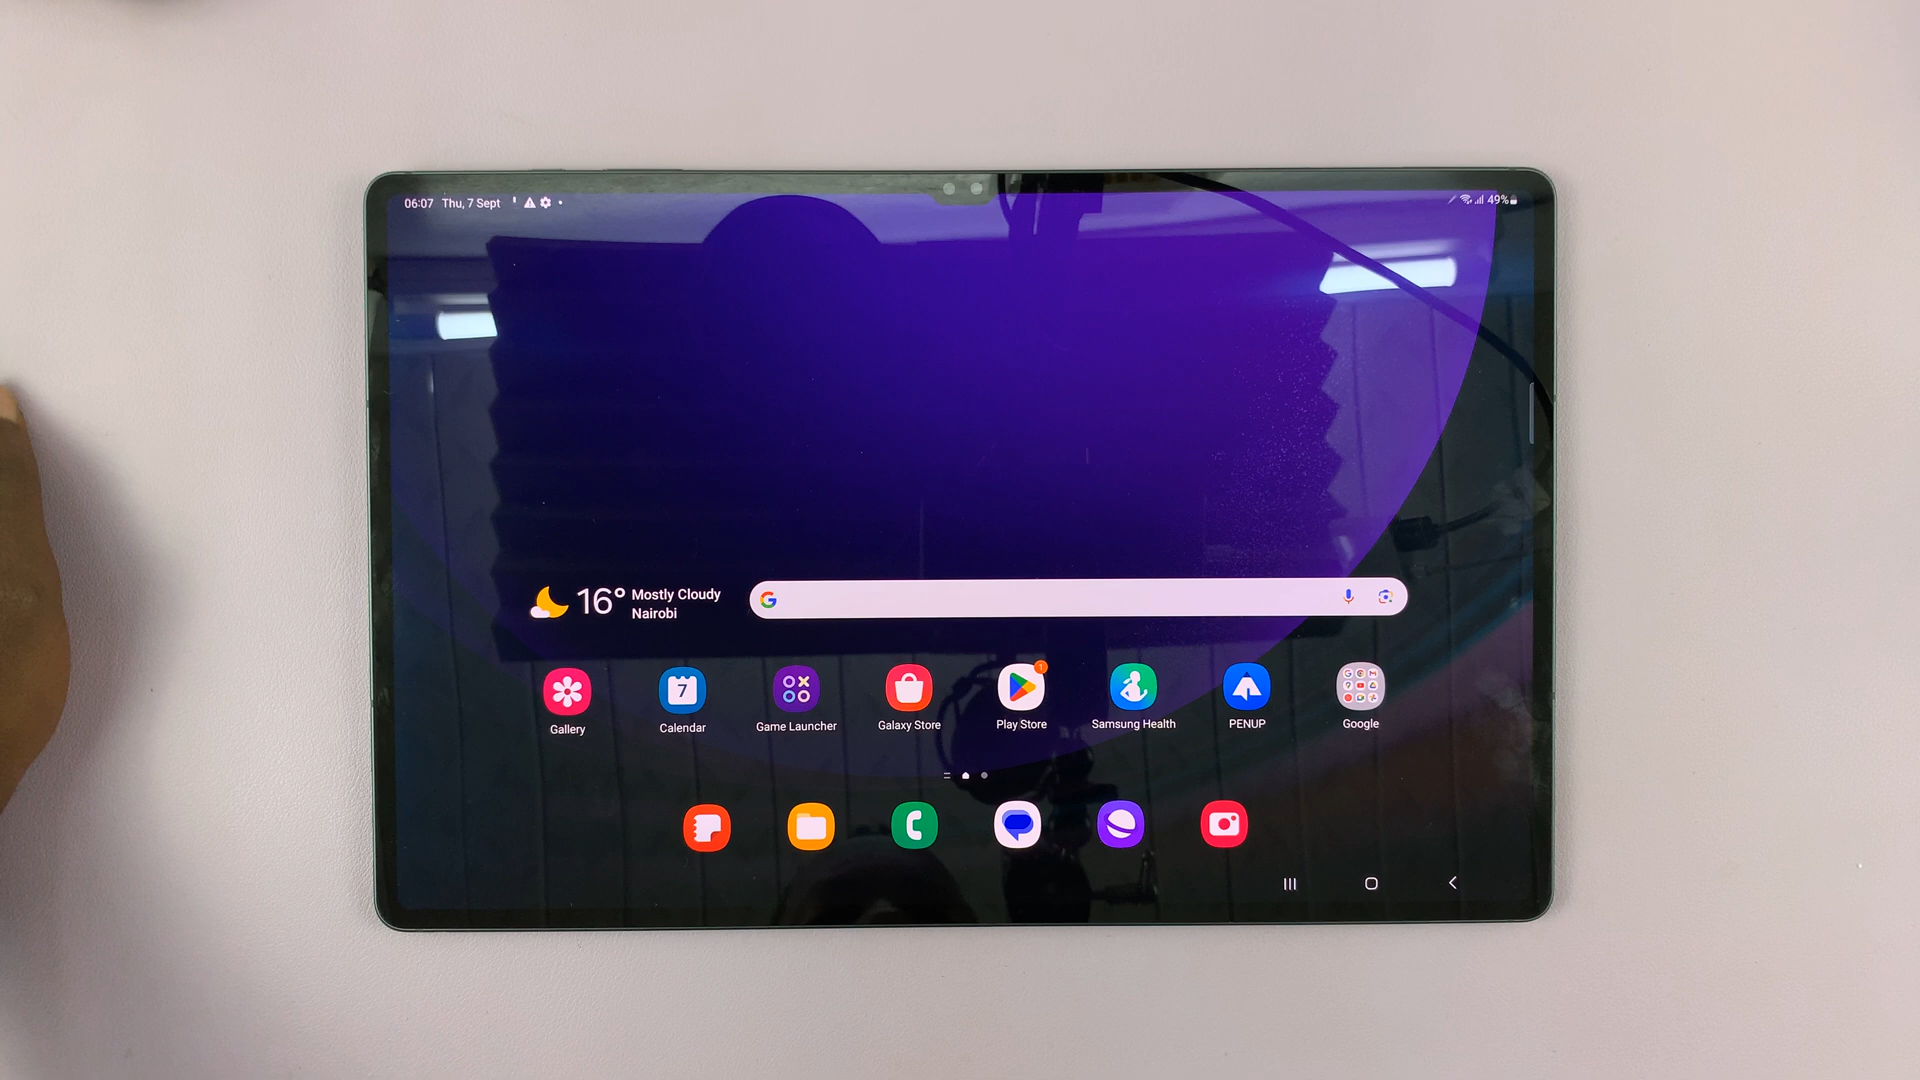 06:07 Thu, 7 Sept
49%
16° Mostly Cloudy
Nairobi
Gallery
7
Calendar
Game Launcher
Galaxy Store
1
Play Store
Samsung Health
PENUP
Google